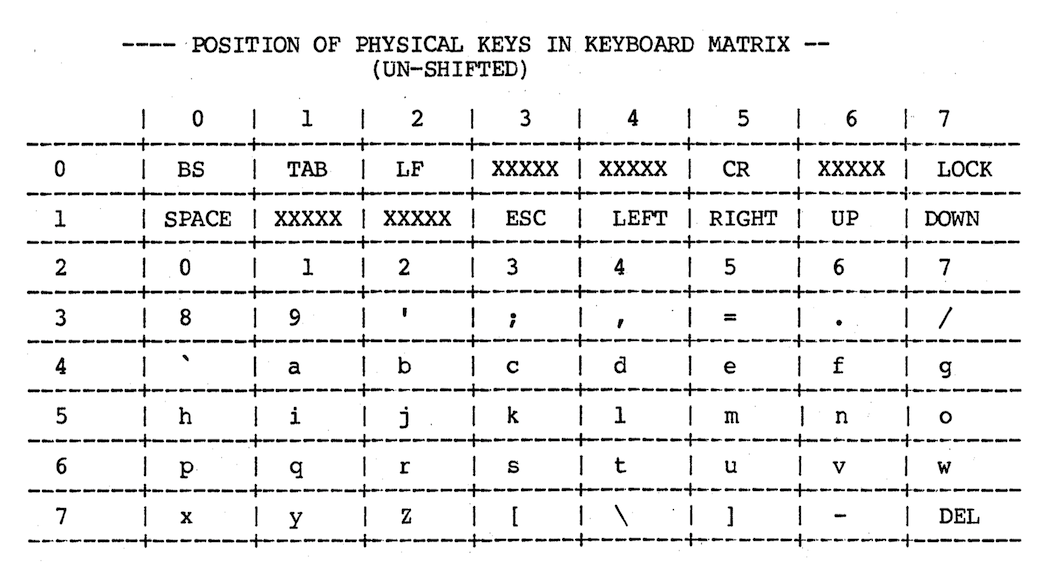 ---- POSITION OF PHYSICAL KEYS IN KEYBOARD MATRIX --
(UN-SHIFTED)
| 0 | 1 | 2 | 3 | 4 | 5 | 6 | 7
0 | BS | TAB | LF | XXXXX | XXXXX | CR | XXXXX | LOCK
1 | SPACE | XXXXX | XXXXX | ESC | LEFT | RIGHT | UP | DOWN
2 | 0 | 1 | 2 | 3 | 4 | 5 | 6 | 7
3 | 8 | 9 | ' | ; | , | = | . | /
4 | ` | a | b | c | d | e | f | g
5 | h | i | j | k | l | m | n | o
6 | p | q | r | s | t | u | v | w
7 | x | y | z | [ | \ | ] | - | DEL